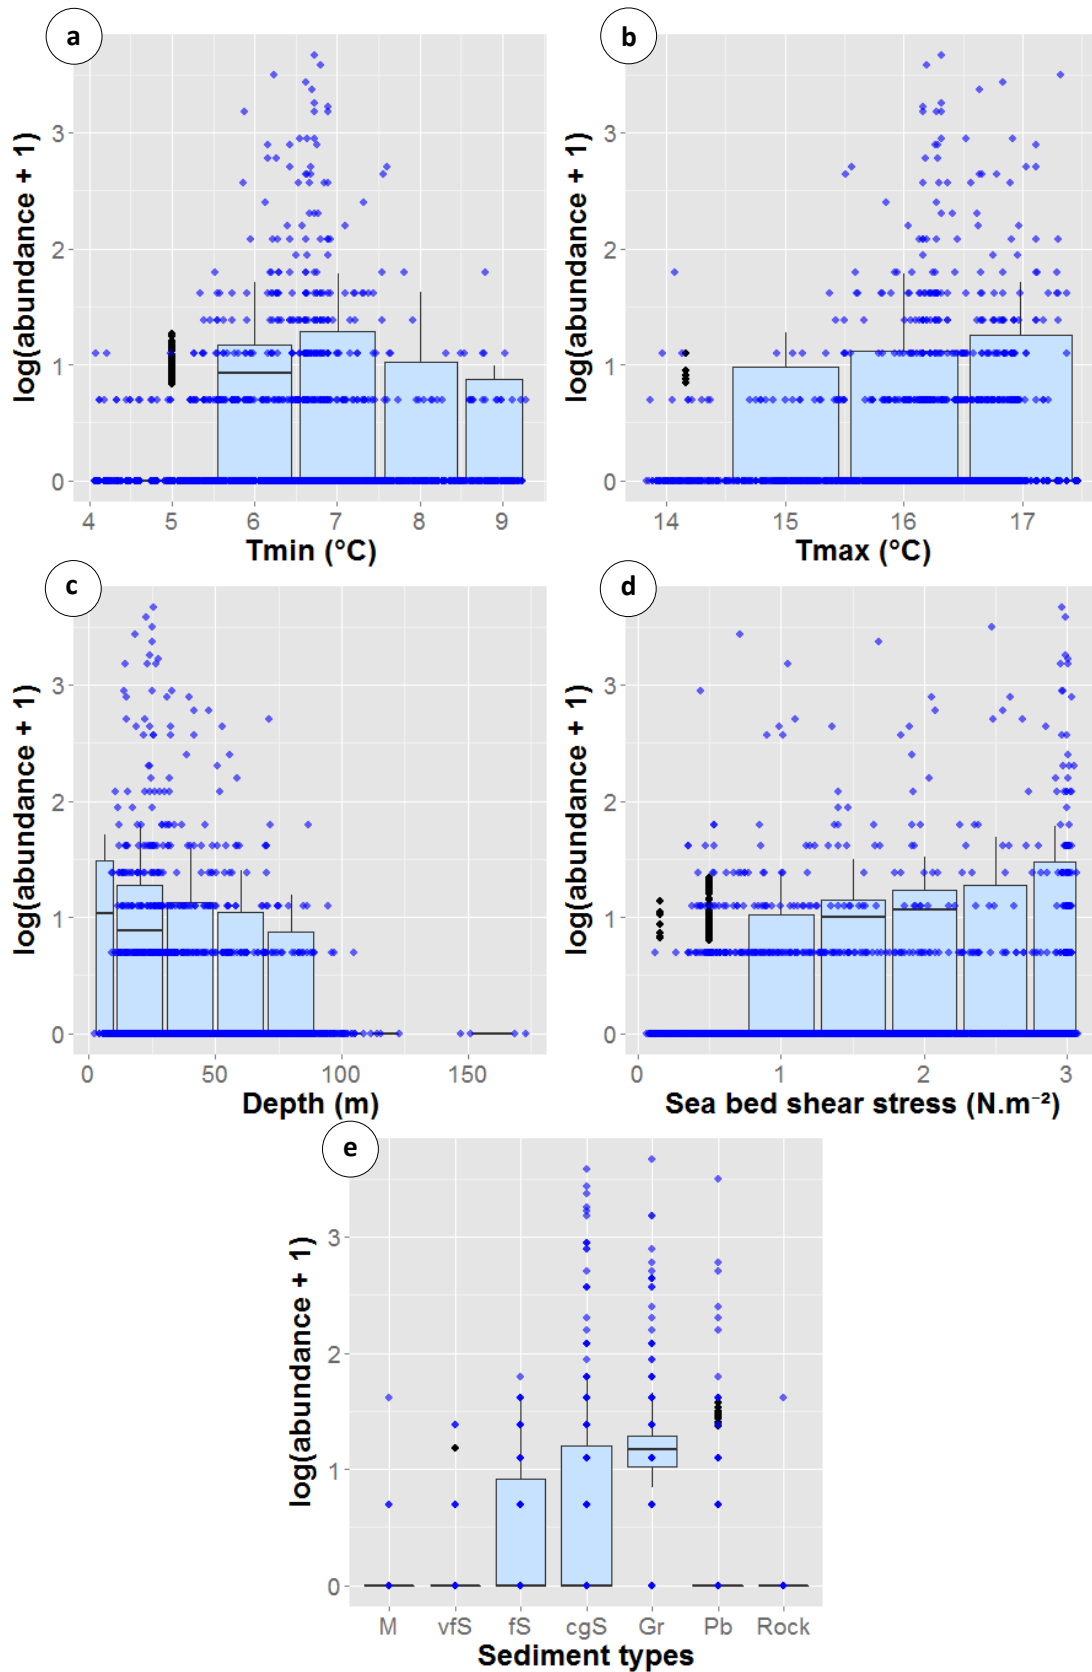 a
log(abundance + 1)
3
2
1
0
4 5 6 7 8 9
Tmin (°C)
b
log(abundance + 1)
3
2
1
0
14 15 16 17
Tmax (°C)
c
log(abundance + 1)
3
2
1
0
0 50 100 150
Depth (m)
d
log(abundance + 1)
3
2
1
0
0 1 2 3
Sea bed shear stress (N.m⁻²)
e
log(abundance + 1)
3
2
1
0
M vfS fS cgS Gr Pb Rock
Sediment types